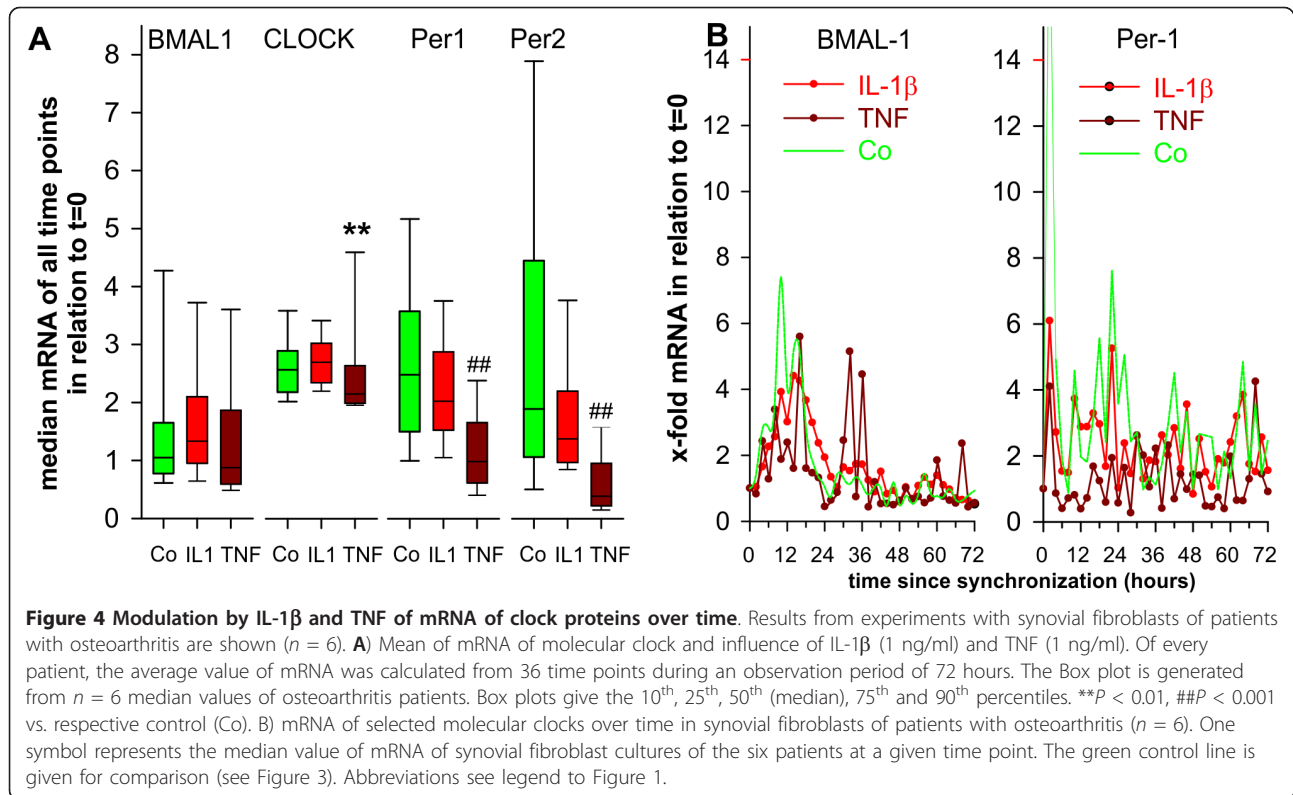 A
BMAL1 CLOCK Per1 Per2
median mRNA of all time points
in relation to t=0
8
7
6
5
4
3
2
1
0
**
##
##
Co IL1 TNF Co IL1 TNF Co IL1 TNF Co IL1 TNF
B
BMAL-1
x-fold mRNA in relation to t=0
14
12
10
8
6
4
2
0
IL-1β
TNF
Co
0 12 24 36 48 60 72
Per-1
14
12
10
8
6
4
2
0
IL-1β
TNF
Co
0 12 24 36 48 60 72
time since synchronization (hours)
Figure 4 Modulation by IL-1β and TNF of mRNA of clock proteins over time. Results from experiments with synovial fibroblasts of patients
with osteoarthritis are shown (n = 6). A) Mean of mRNA of molecular clock and influence of IL-1β (1 ng/ml) and TNF (1 ng/ml). Of every
patient, the average value of mRNA was calculated from 36 time points during an observation period of 72 hours. The Box plot is generated
from n = 6 median values of osteoarthritis patients. Box plots give the 10th, 25th, 50th (median), 75th and 90th percentiles. **P < 0.01, ##P < 0.001
vs. respective control (Co). B) mRNA of selected molecular clocks over time in synovial fibroblasts of patients with osteoarthritis (n = 6). One
symbol represents the median value of mRNA of synovial fibroblast cultures of the six patients at a given time point. The green control line is
given for comparison (see Figure 3). Abbreviations see legend to Figure 1.